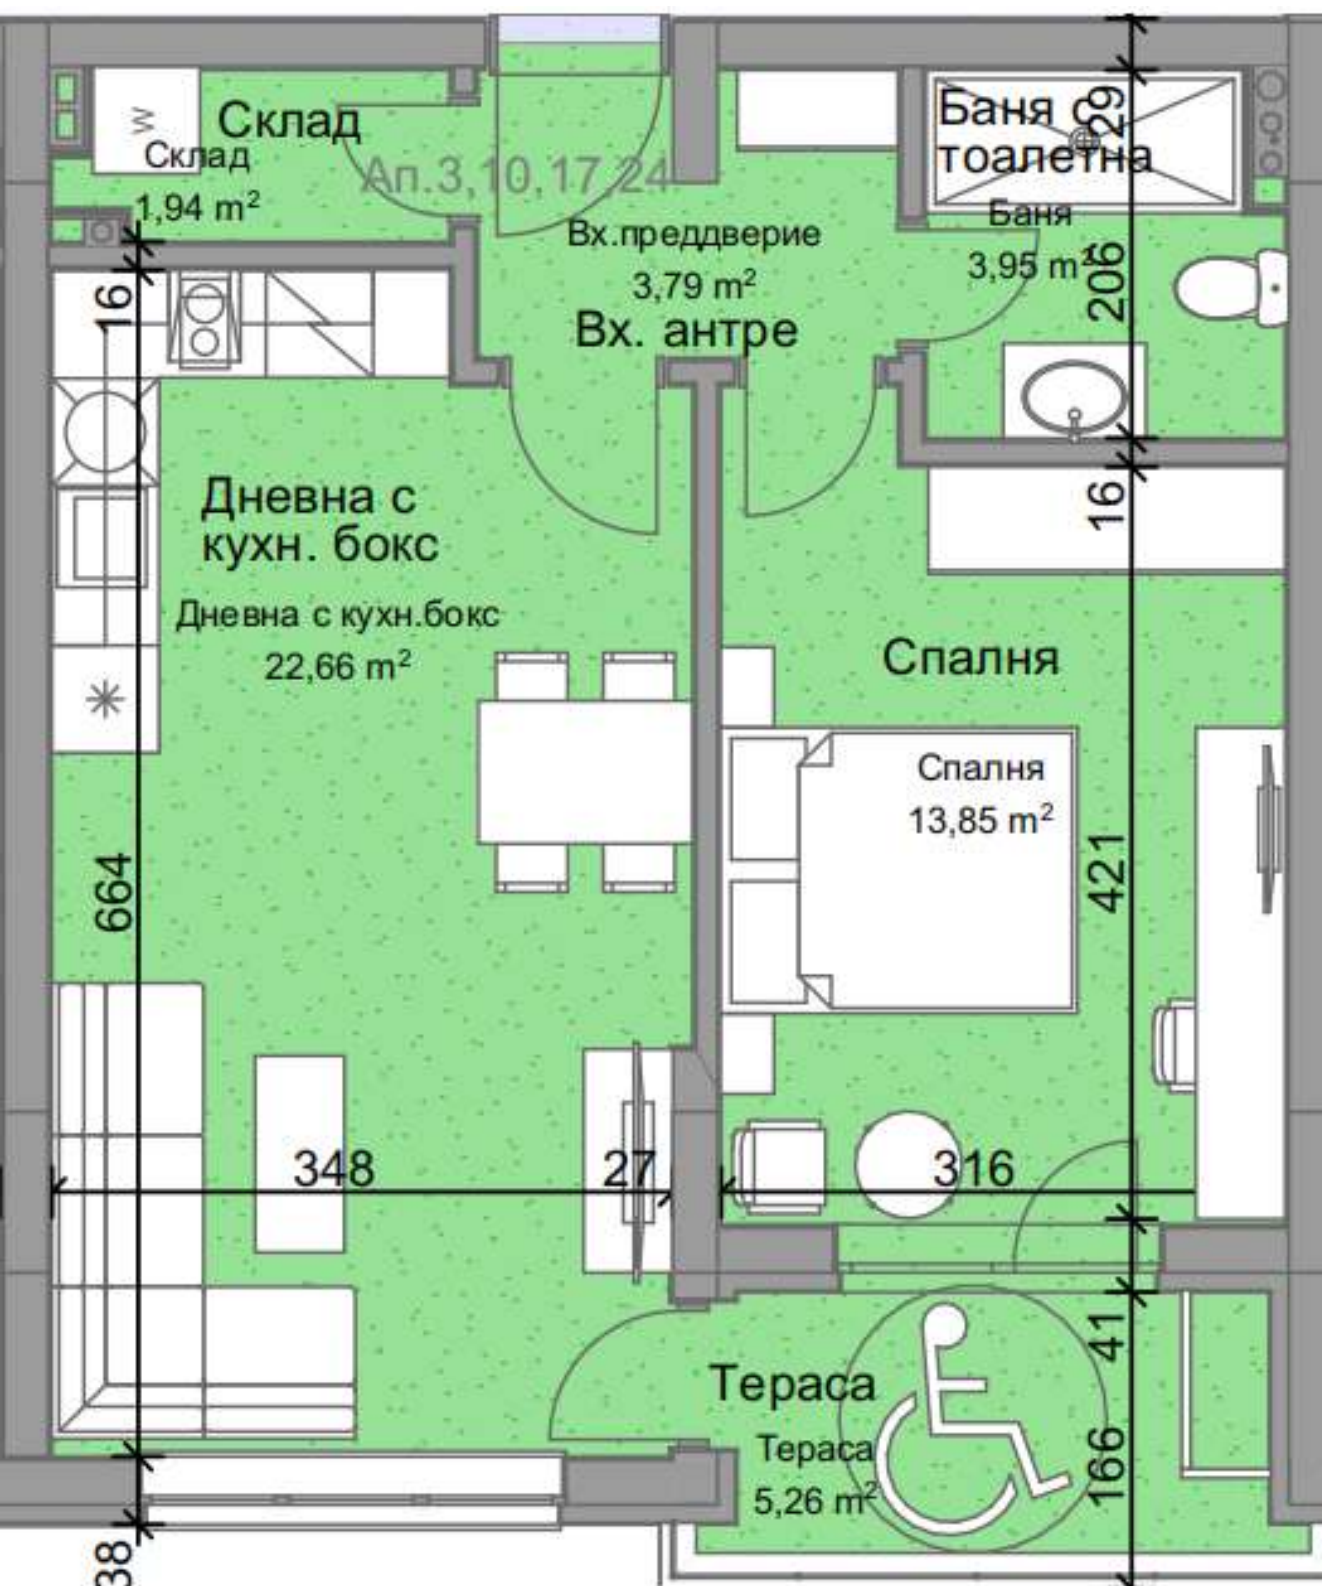 Склад
W
Склад
1,94 m²
Ап.3,10,17,24
Вх.преддверие
3,79 m²
Вх. антре
Баня с
тоалетна
Баня
3,95 m²
29
206
16
16
Дневна с
кухн. бокс
Дневна с кухн.бокс
22,66 m²
Спалня
Спалня
13,85 m²
664
421
348
27
316
41
Тераса
Тераса
5,26 m²
166
38